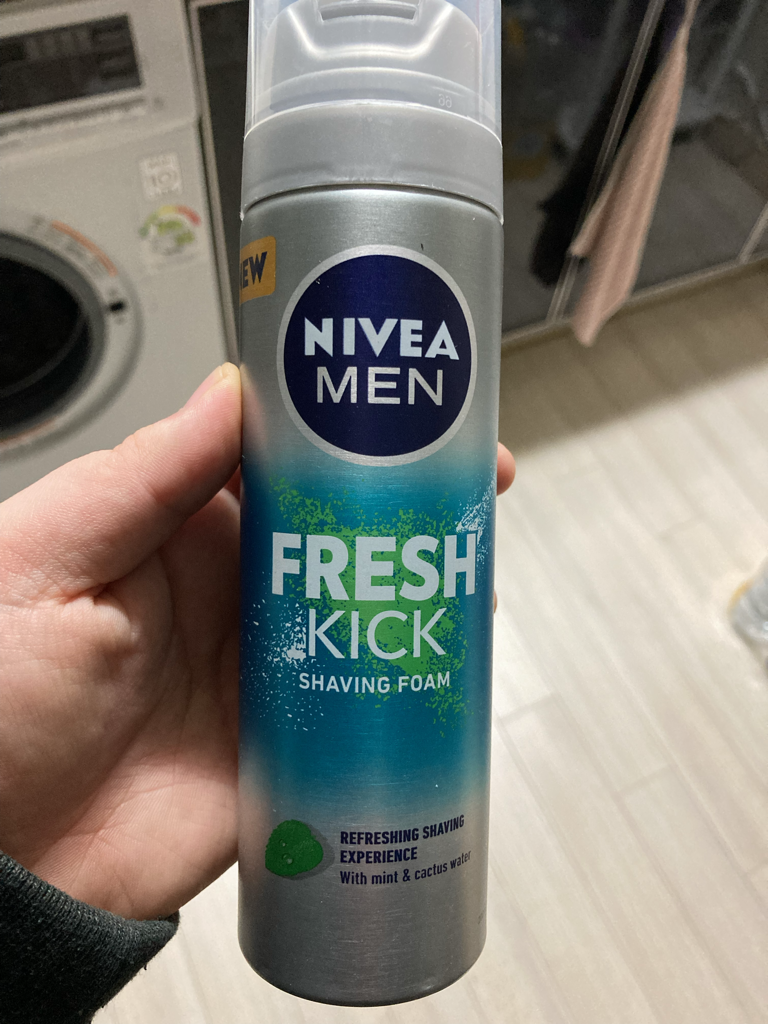 EW
NIVEA
MEN
FRESH
KICK
SHAVING FOAM
REFRESHING SHAVING
EXPERIENCE
With mint & cactus water